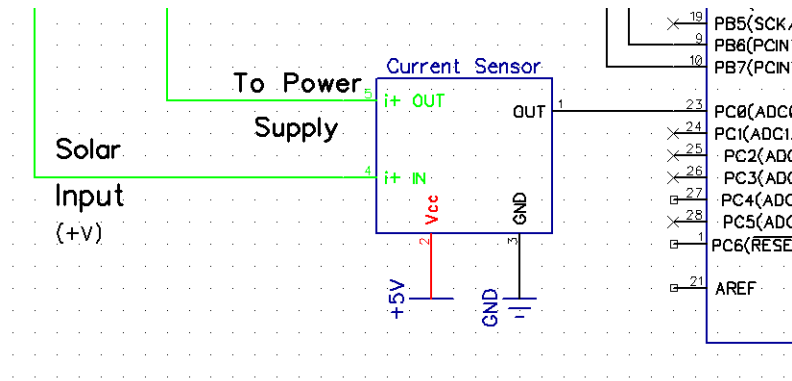 19 PB5(SCK/
9 PB6(PCIN
10 PB7(PCIN
Current Sensor
To Power
Supply
5 i+ OUT
OUT 1
23 PC0(ADC0
24 PC1(ADC1
25 PC2(ADC
26 PC3(ADC
27 PC4(ADC
28 PC5(ADC
1 PC6(RESE
21 AREF
Solar
Input
(+V)
4 i+ IN
Vcc
GND
2
3
+5V
GND